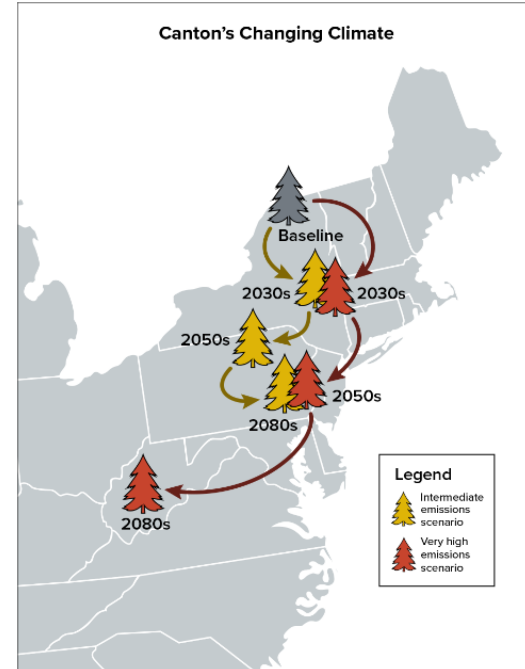 Canton's Changing Climate
Baseline
2030s
2030s
2050s
2050s
2080s
2080s
Legend
Intermediate
emissions
scenario
Very high
emissions
scenario